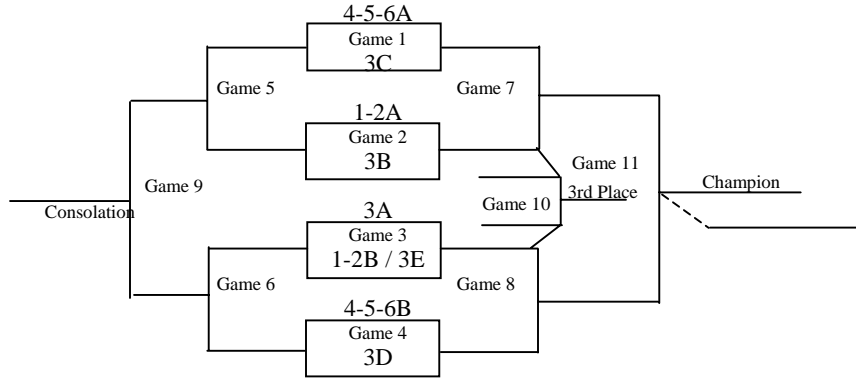 4-5-6A
Game 1
3C
Game 5
Game 7
1-2A
Game 2
3B
Game 11
Game 9
3rd Place
Champion
Game 10
Consolation
3A
Game 3
1-2B / 3E
Game 6
Game 8
4-5-6B
Game 4
3D